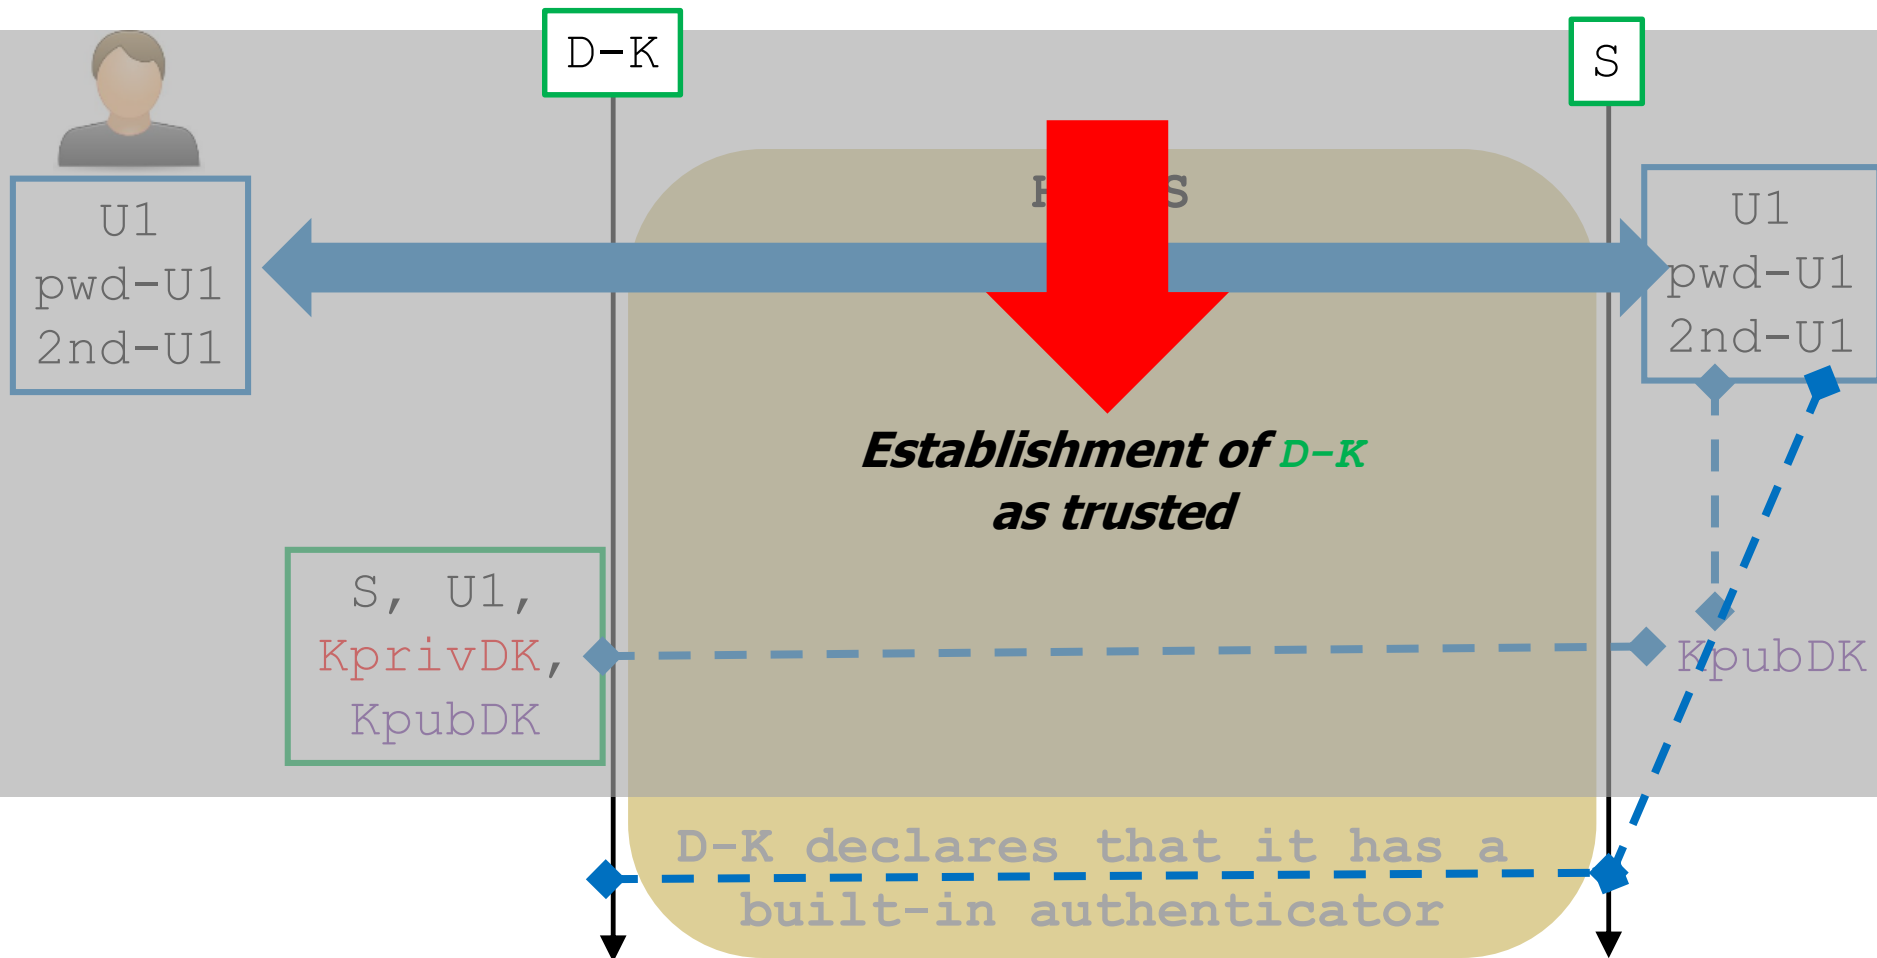 D-K
S
U1
pwd-U1
2nd-U1
U1
pwd-U1
2nd-U1
Establishment of D-K
as trusted
S, U1,
KprivDK,
KpubDK
KpubDK
D-K declares that it has a
built-in authenticator